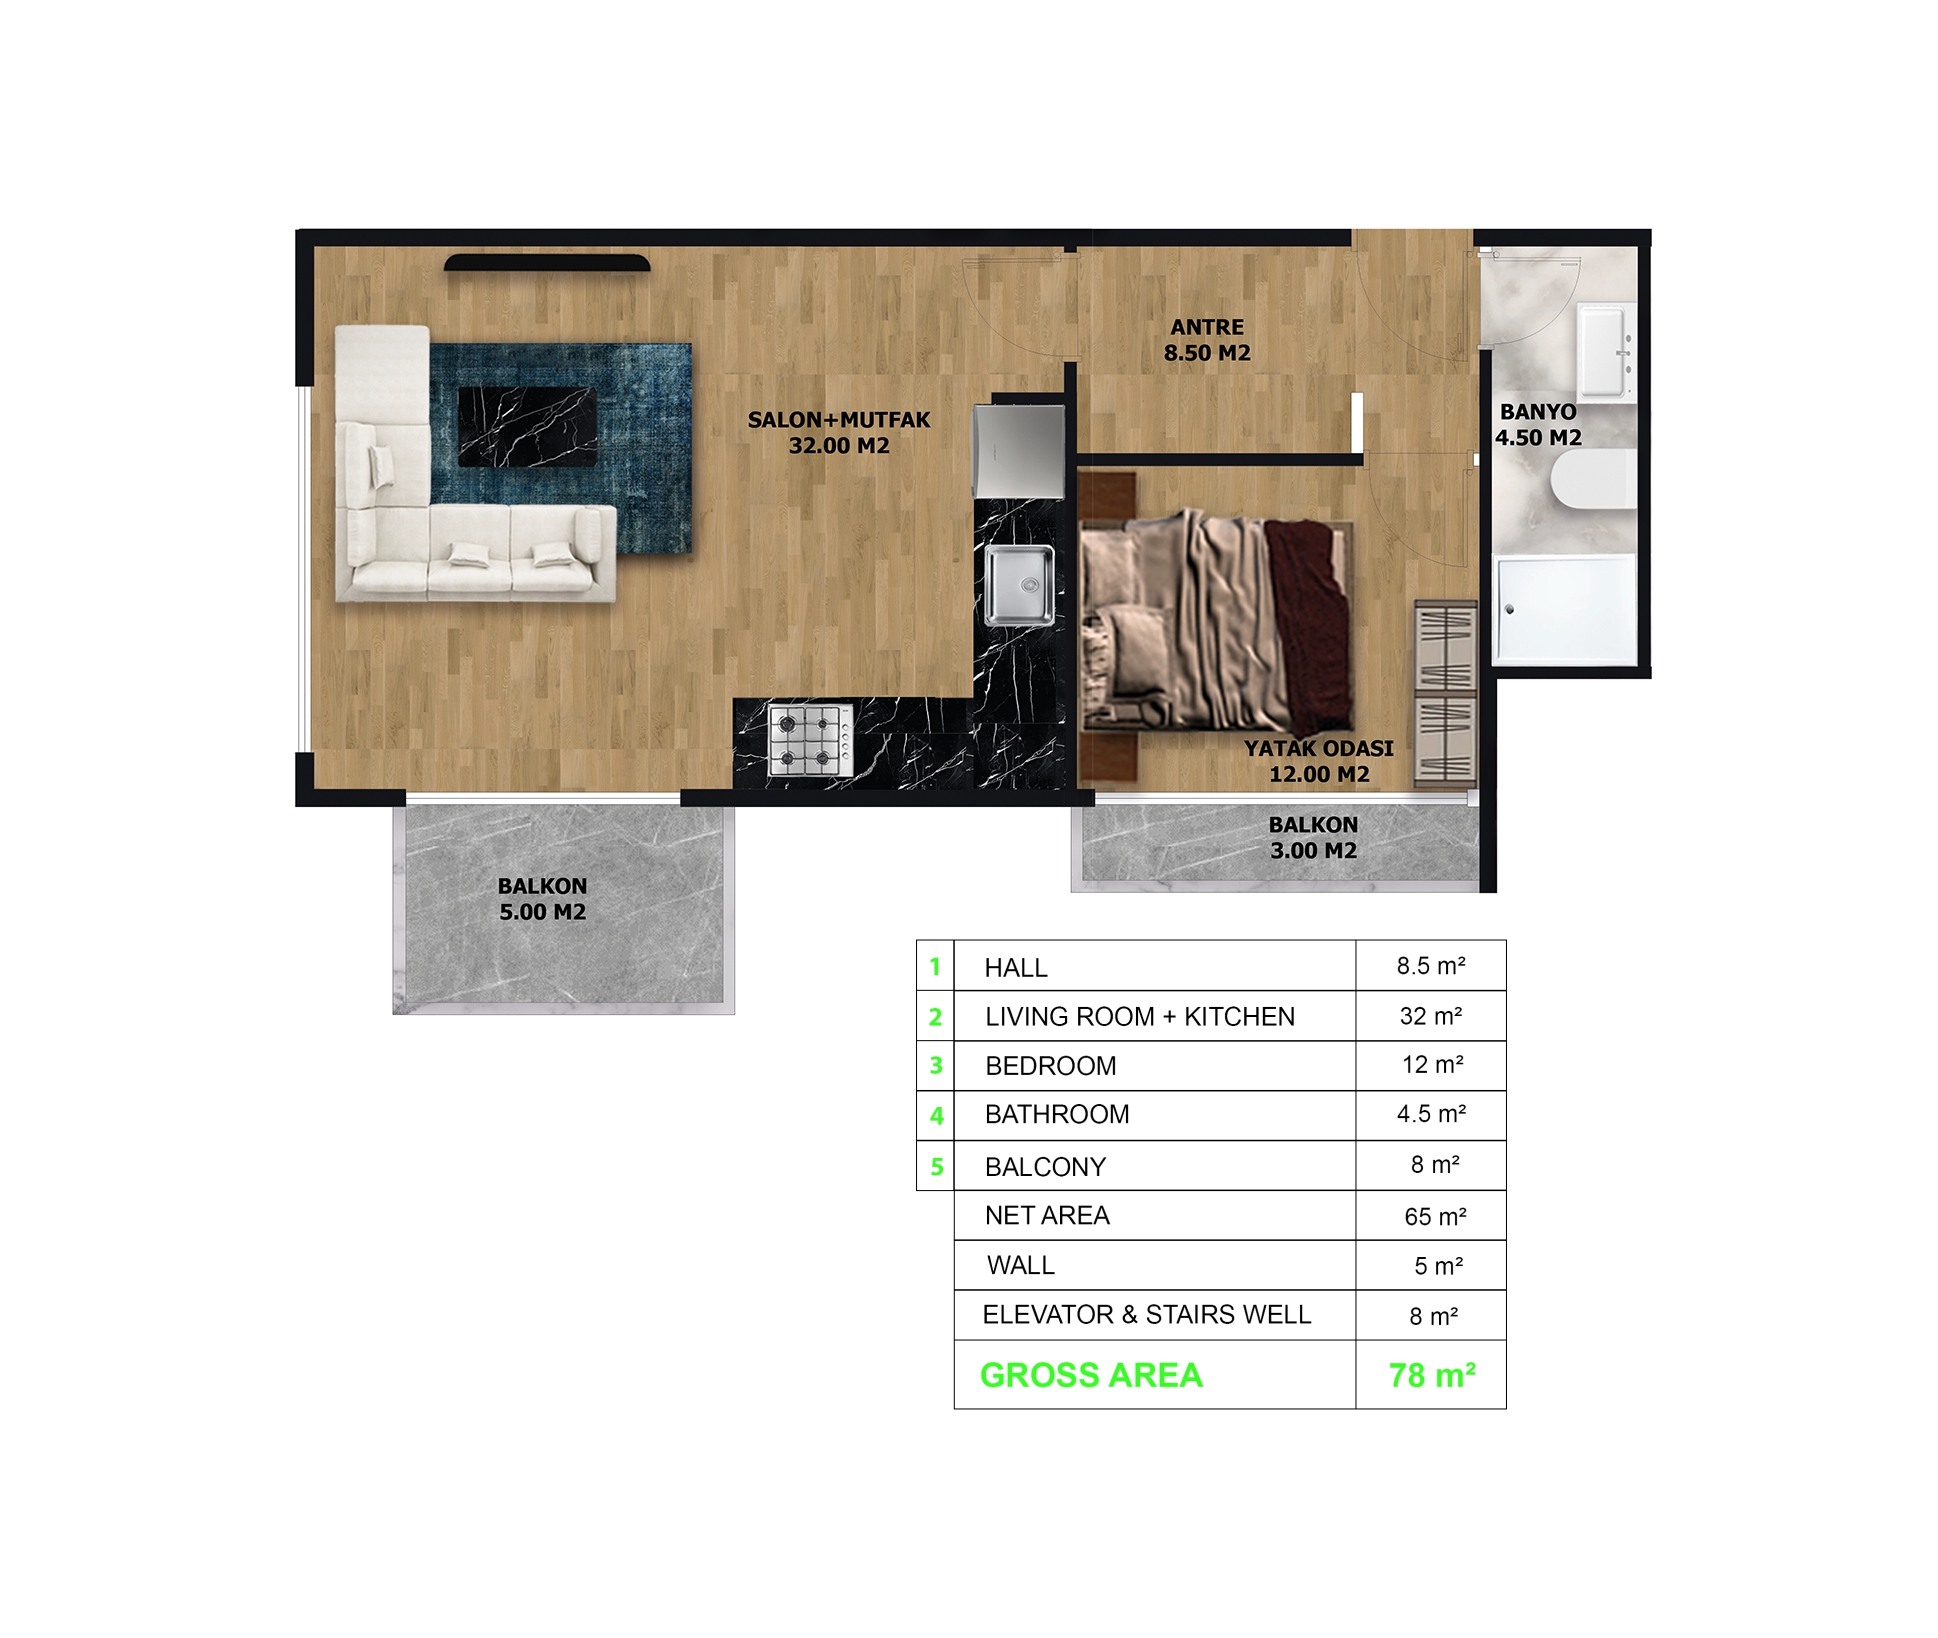 ANTRE
8.50 M2
SALON+MUTFAK
32.00 M2
BANYO
4.50 M2
YATAK ODASI
12.00 M2
BALKON
3.00 M2
BALKON
5.00 M2
1 HALL 8.5 m²
2 LIVING ROOM + KITCHEN 32 m²
3 BEDROOM 12 m²
4 BATHROOM 4.5 m²
5 BALCONY 8 m²
NET AREA 65 m²
WALL 5 m²
ELEVATOR & STAIRS WELL 8 m²
GROSS AREA 78 m²